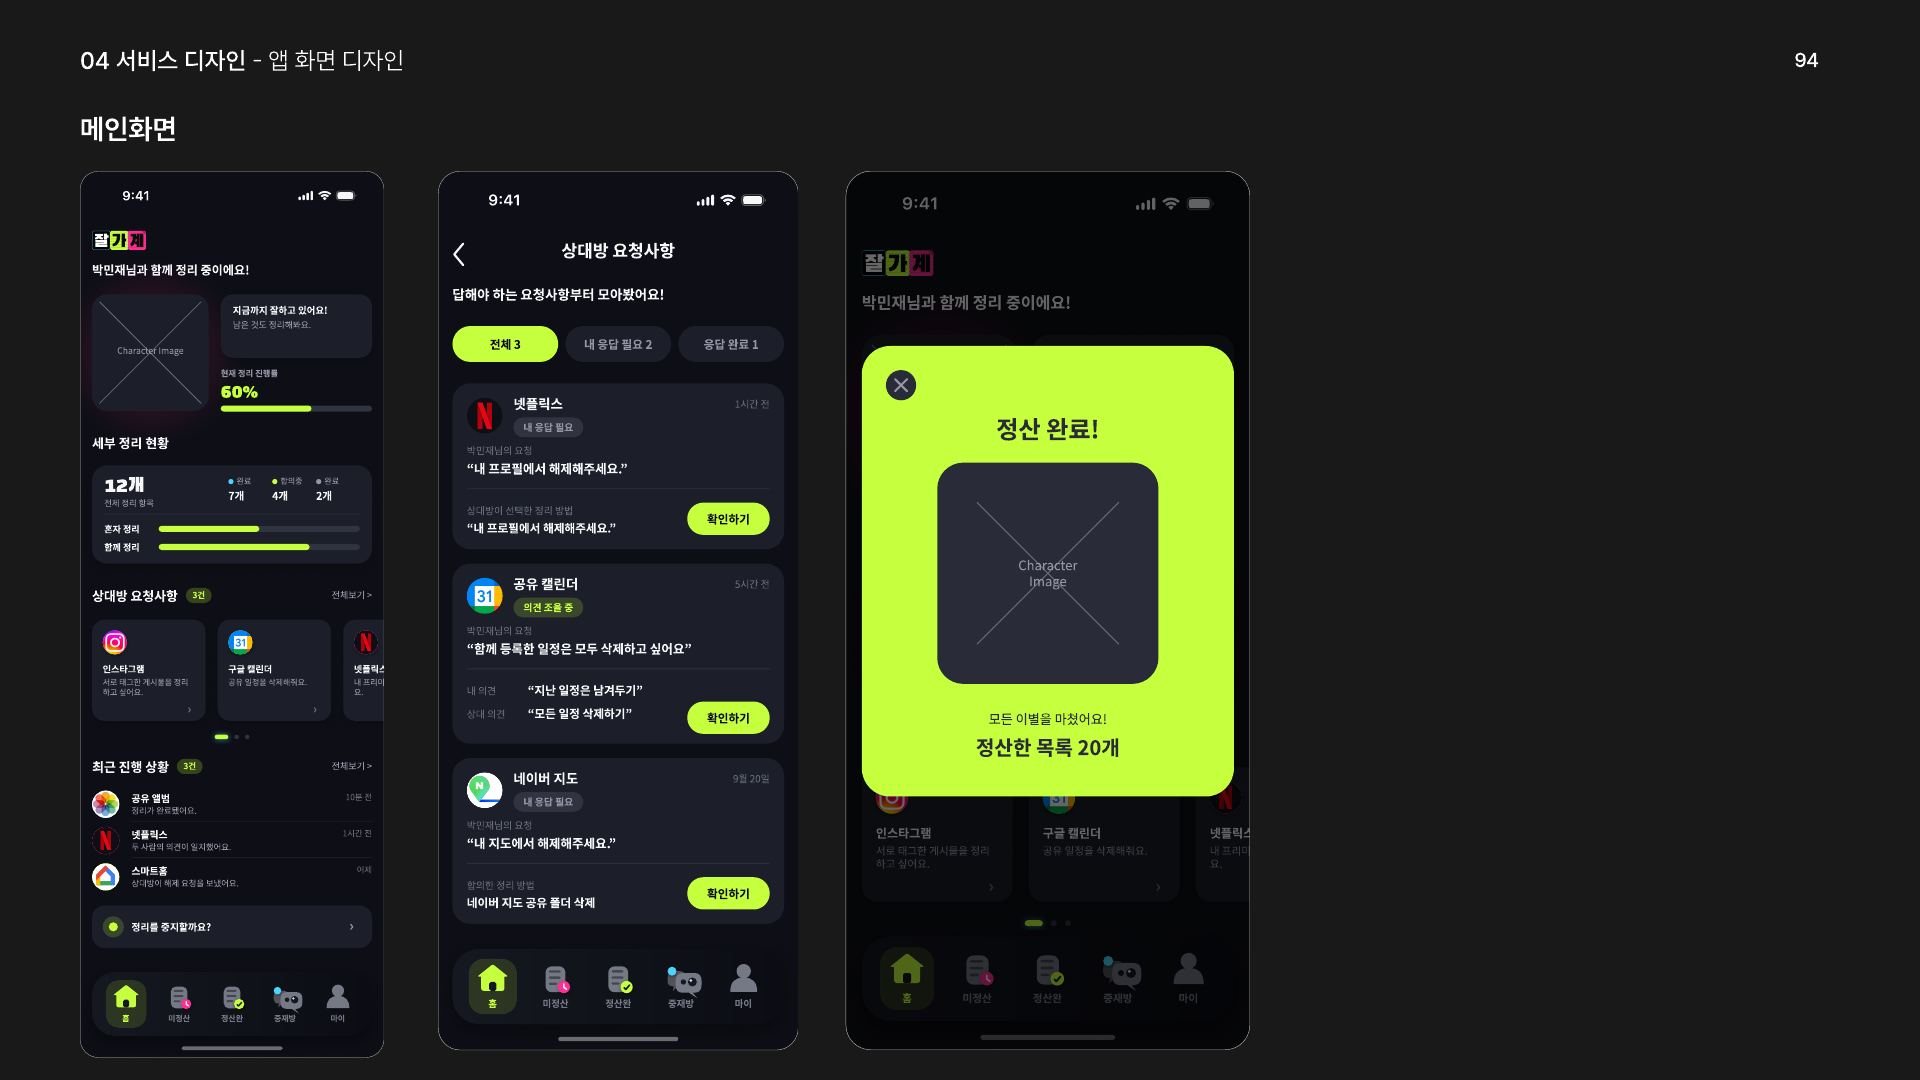 04 서비스 디자인 - 앱 화면 디자인
94
메인화면
9:41
잘가계
박민재님과 함께 정리 중이에요!
Character Image
지금까지 잘하고 있어요!
남은 것도 정리해봐요.
현재 정리 진행률
60%
세부 정리 현황
12개
전체 정리 항목
완료 합의중 완료
7개 4개 2개
혼자 정리
함께 정리
상대방 요청사항 3건 전체보기 >
인스타그램
서로 태그한 게시물을 정리
하고 싶어요.
구글 캘린더
공유 일정을 삭제해줘요.
넷플릭스
내 프리미
요.
최근 진행 상황 3건 전체보기 >
공유 앨범 10분 전
정리가 완료됐어요.
넷플릭스 1시간 전
두 사람의 의견이 일치했어요.
스마트홈 어제
상대방이 해제 요청을 보냈어요.
정리를 중지할까요?
홈 미정산 정산완 중재방 마이
9:41
상대방 요청사항
답해야 하는 요청사항부터 모아봤어요!
전체 3 내 응답 필요 2 응답 완료 1
넷플릭스 1시간 전
내 응답 필요
박민재님의 요청
“내 프로필에서 해제해주세요.”
상대방이 선택한 정리 방법
“내 프로필에서 해제해주세요.”
확인하기
31
공유 캘린더 5시간 전
의견 조율 중
박민재님의 요청
“함께 등록한 일정은 모두 삭제하고 싶어요”
내 의견 “지난 일정은 남겨두기”
상대 의견 “모든 일정 삭제하기”
확인하기
네이버 지도 9월 20일
내 응답 필요
박민재님의 요청
“내 지도에서 해제해주세요.”
합의한 정리 방법
네이버 지도 공유 폴더 삭제
확인하기
홈 미정산 정산완 중재방 마이
9:41
잘가계
박민재님과 함께 정리 중이에요!
정산 완료!
Character
Image
모든 이별을 마쳤어요!
정산한 목록 20개
인스타그램
서로 태그한 게시물을 정리
하고 싶어요.
구글 캘린더
공유 일정을 삭제해줘요.
넷플릭스
내 프리미
요.
홈 미정산 정산완 중재방 마이